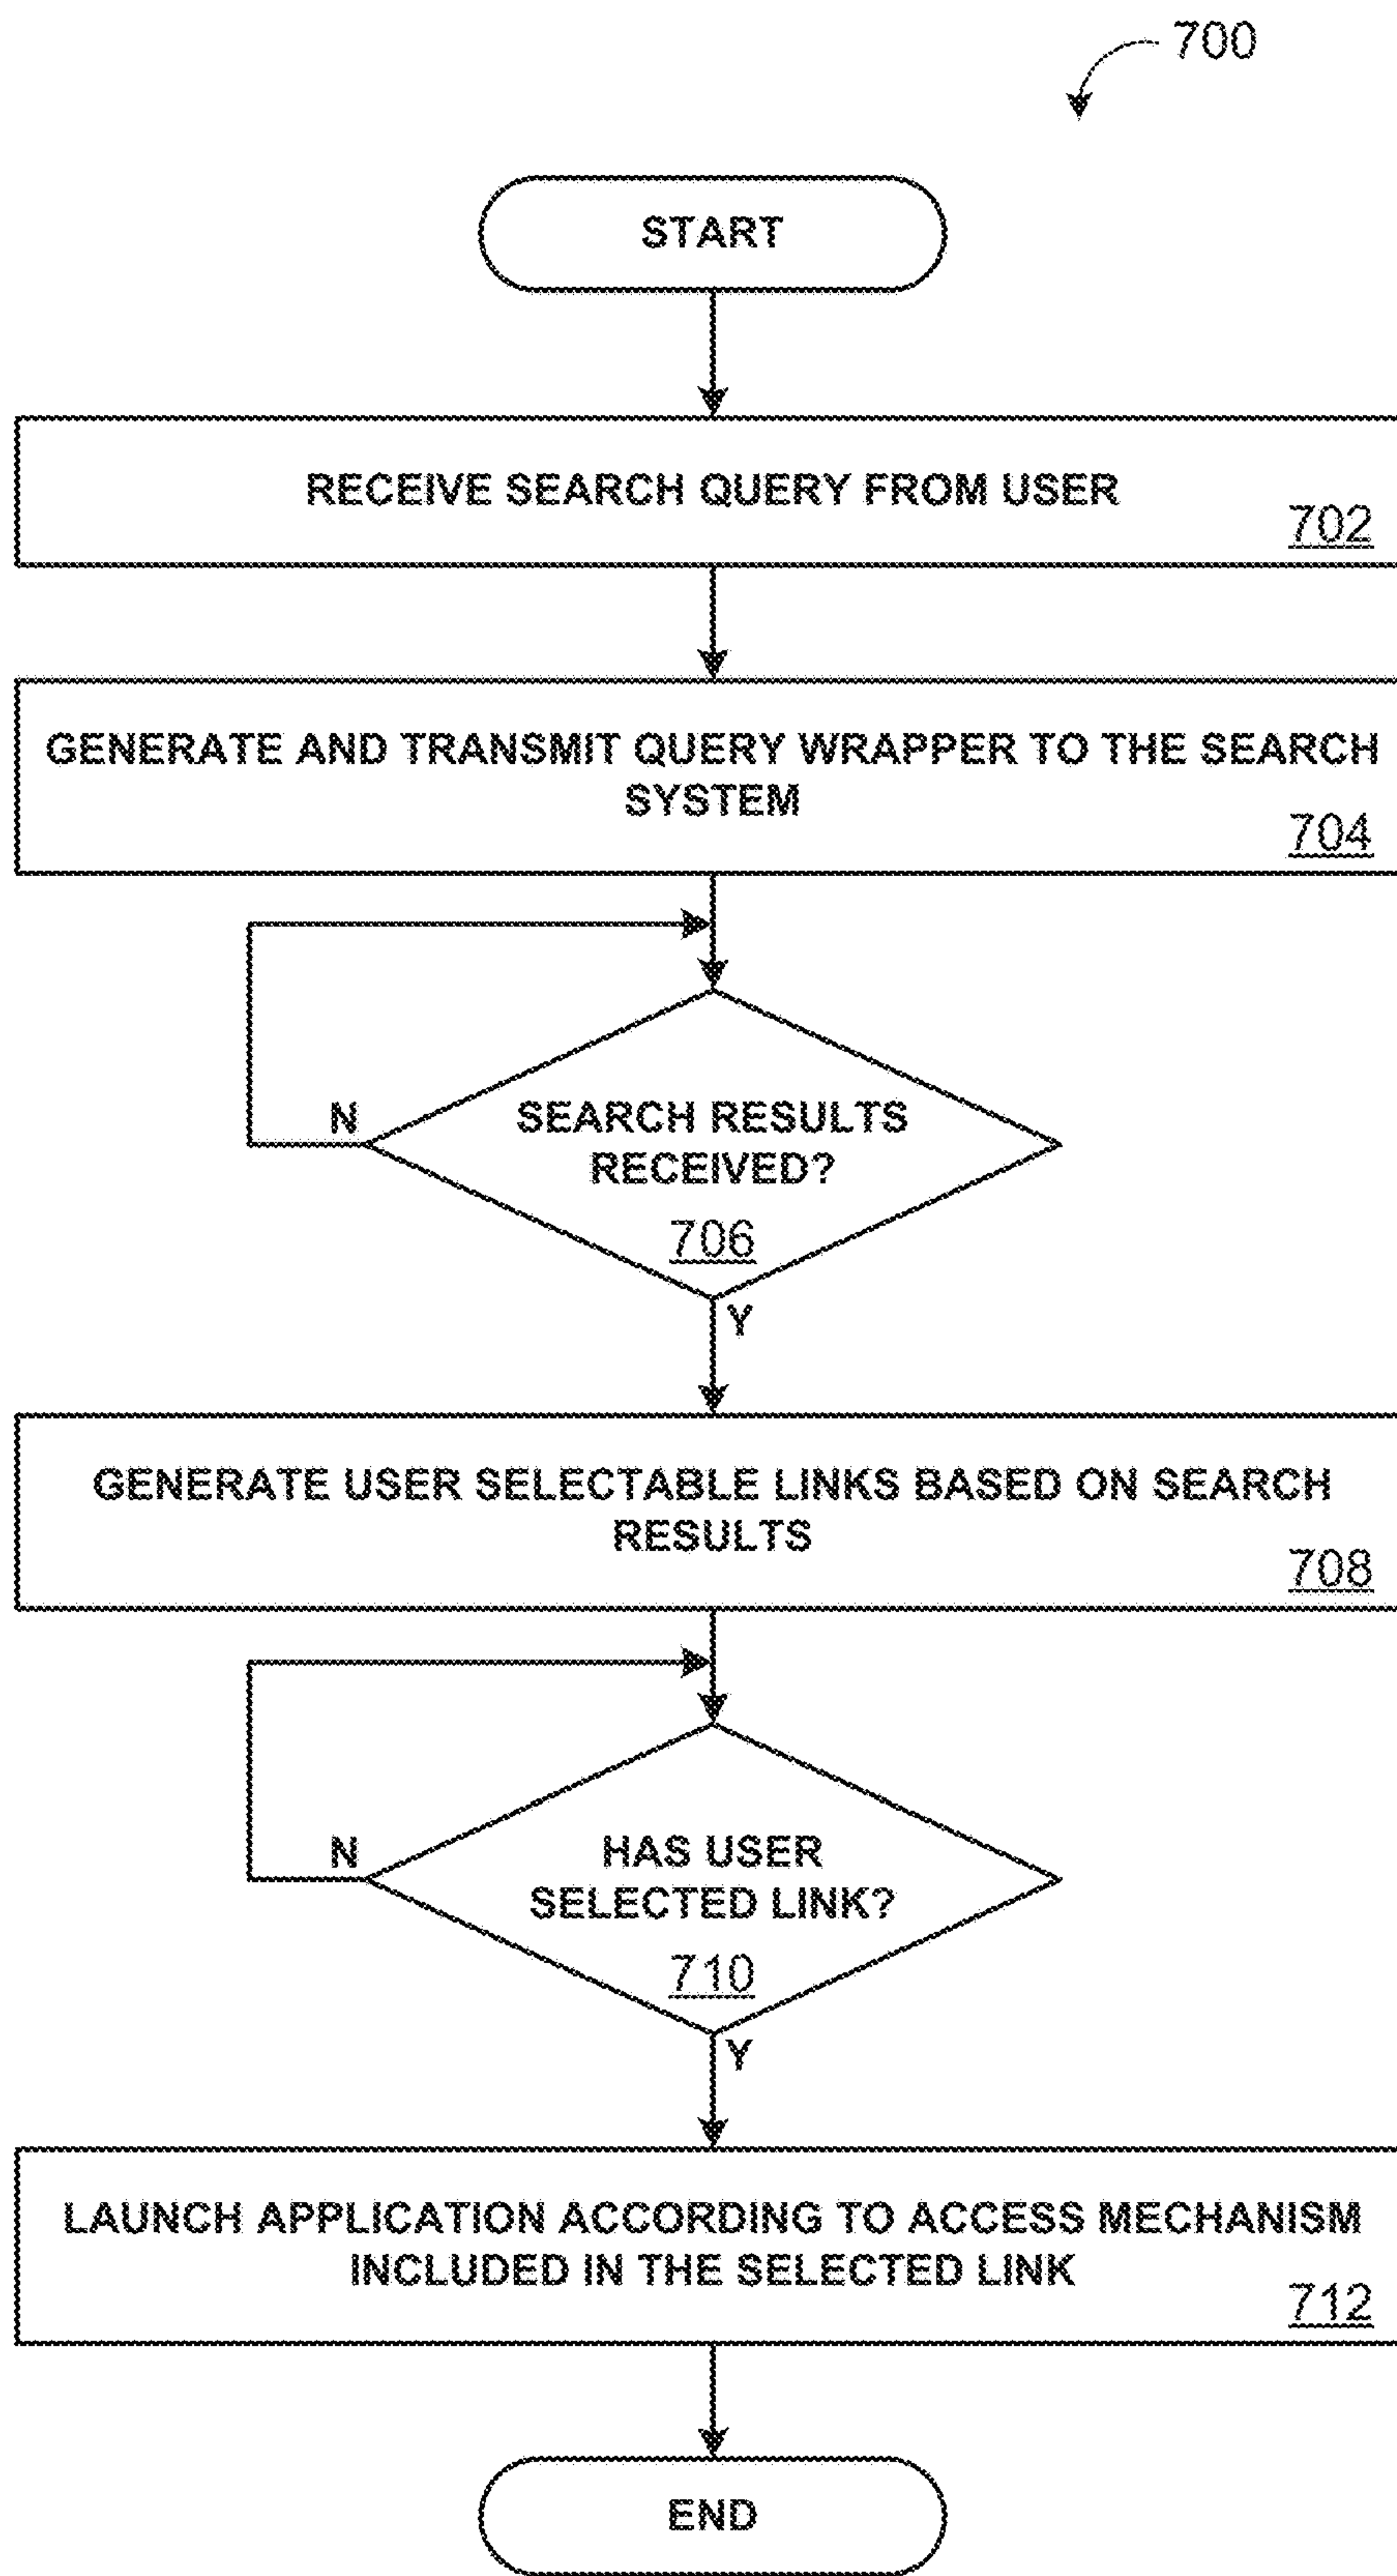 700
START
RECEIVE SEARCH QUERY FROM USER
702
GENERATE AND TRANSMIT QUERY WRAPPER TO THE SEARCH
SYSTEM
704
N
SEARCH RESULTS
RECEIVED?
706
Y
GENERATE USER SELECTABLE LINKS BASED ON SEARCH
RESULTS
708
N
HAS USER
SELECTED LINK?
710
Y
LAUNCH APPLICATION ACCORDING TO ACCESS MECHANISM
INCLUDED IN THE SELECTED LINK
712
END